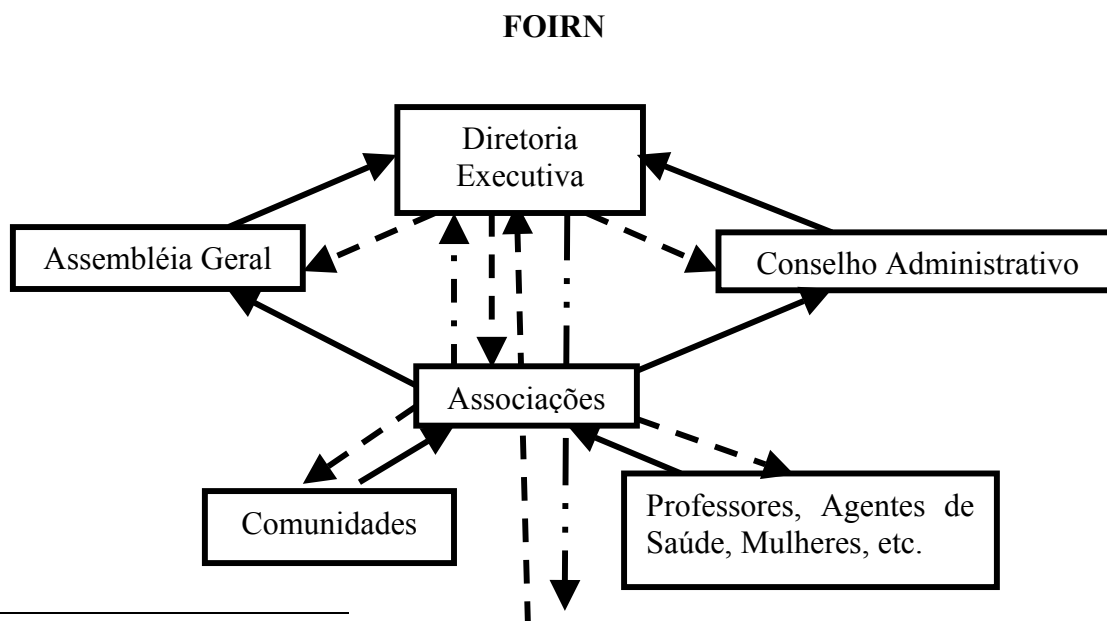 FOIRN
Diretoria
Executiva
Assembléia Geral
Conselho Administrativo
Associações
Comunidades
Professores, Agentes de
Saúde, Mulheres, etc.